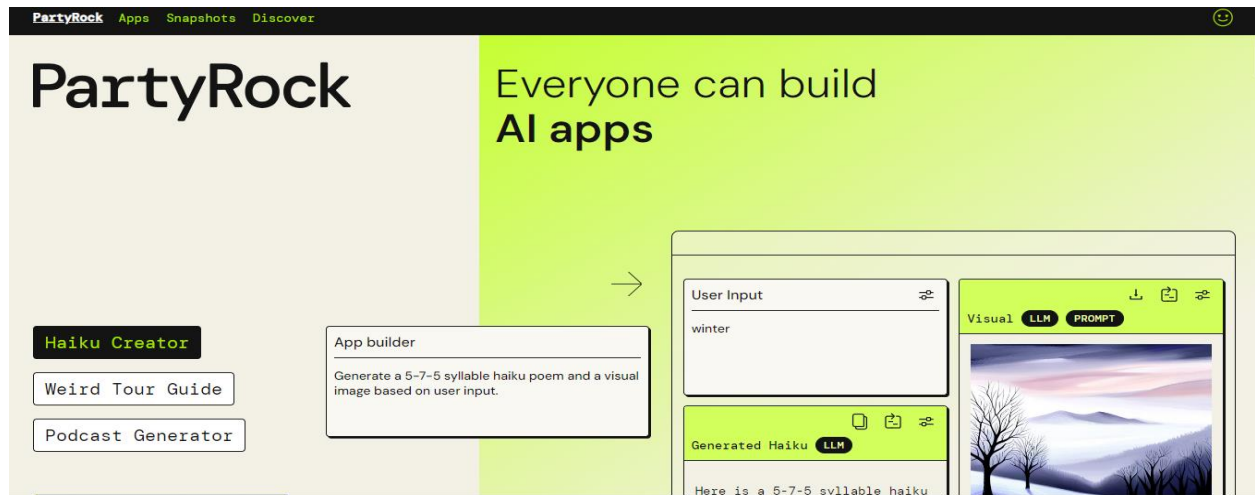 PartyRock Apps Snapshots Discover
PartyRock
Everyone can build
AI apps
Haiku Creator
Weird Tour Guide
Podcast Generator
App builder
Generate a 5-7-5 syllable haiku poem and a visual
image based on user input.
User Input
winter
Generated Haiku LLM
Here is a 5-7-5 syllable haiku
Visual LLM PROMPT